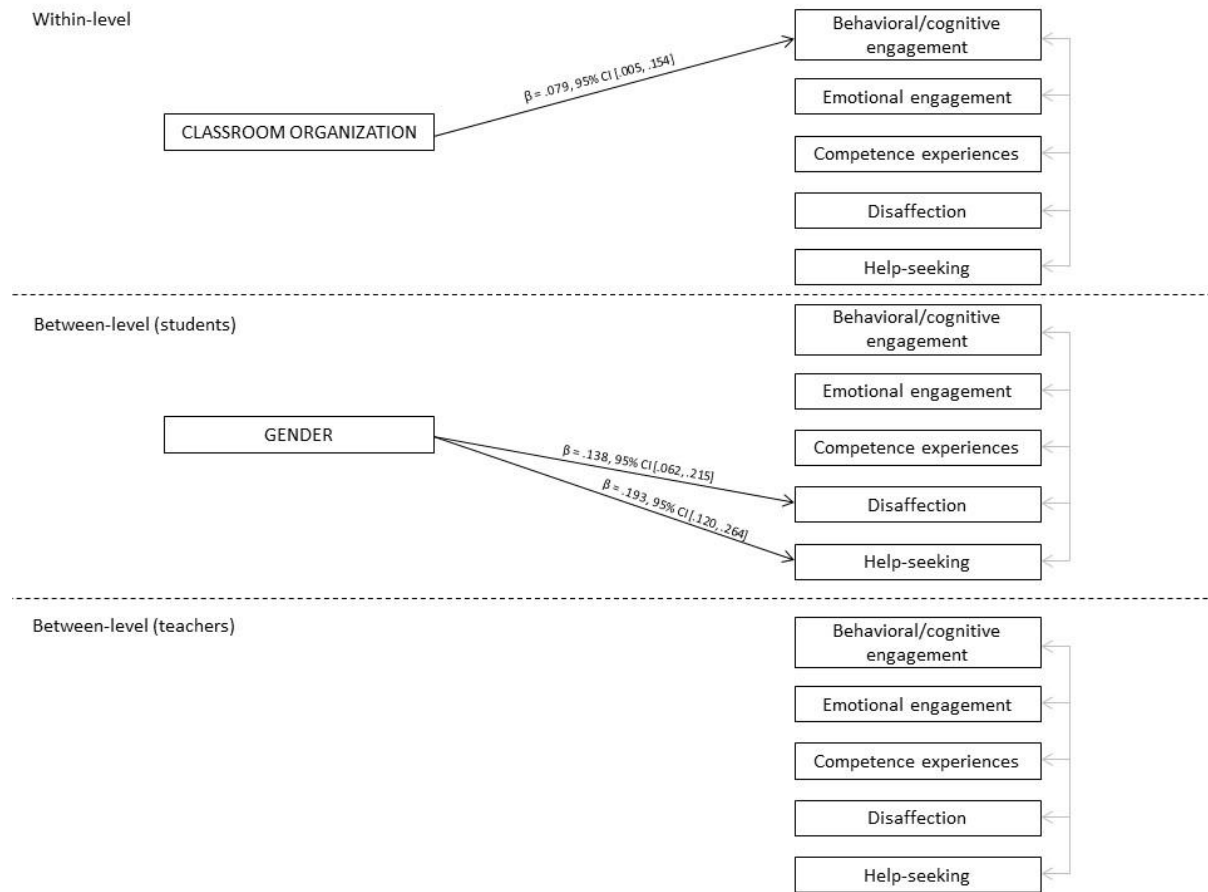 Within-level
Behavioral/cognitive
engagement
β = .079, 95% CI [.005, .154]
Emotional engagement
CLASSROOM ORGANIZATION
Competence experiences
Disaffection
Help-seeking
Between-level (students)
Behavioral/cognitive
engagement
Emotional engagement
GENDER
Competence experiences
β = .138, 95% CI [.062, .215]
Disaffection
β = .193, 95% CI [.120, .264]
Help-seeking
Between-level (teachers)
Behavioral/cognitive
engagement
Emotional engagement
Competence experiences
Disaffection
Help-seeking